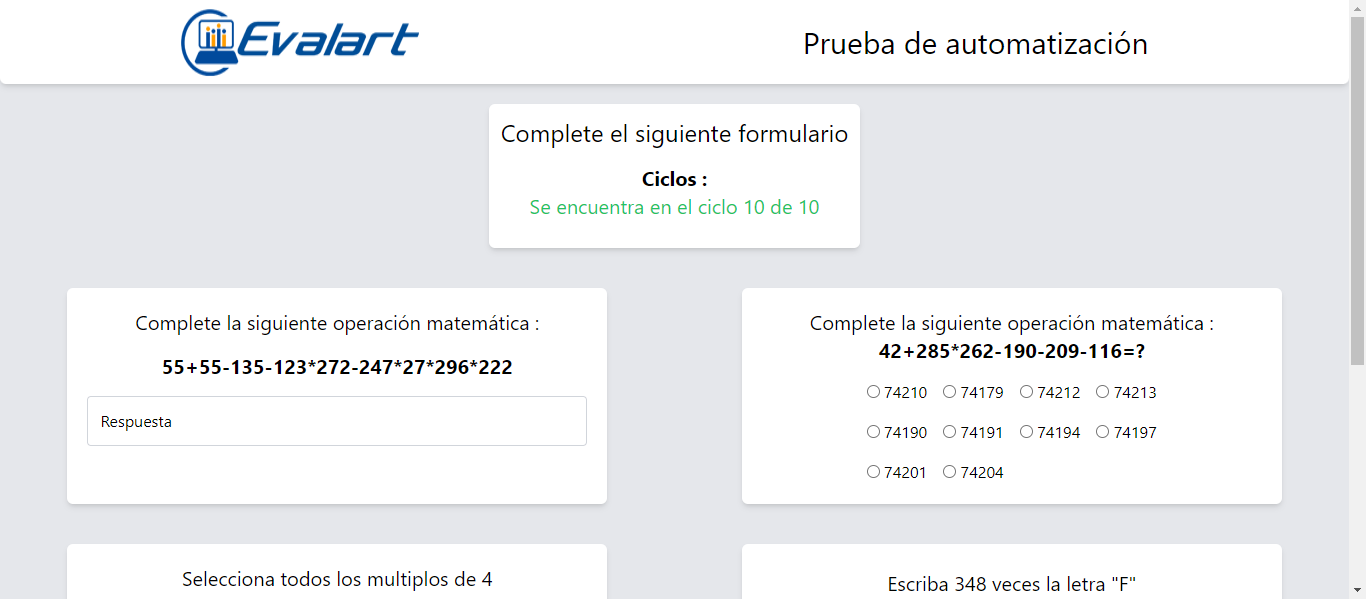 Evalart
Prueba de automatización
Complete el siguiente formulario
Ciclos :
Se encuentra en el ciclo 10 de 10
Complete la siguiente operación matemática :
55+55-135-123*272-247*27*296*222
Respuesta
Complete la siguiente operación matemática :
42+285*262-190-209-116=?
74210 74179 74212 74213
74190 74191 74194 74197
74201 74204
Selecciona todos los multiplos de 4
Escriba 348 veces la letra "F"